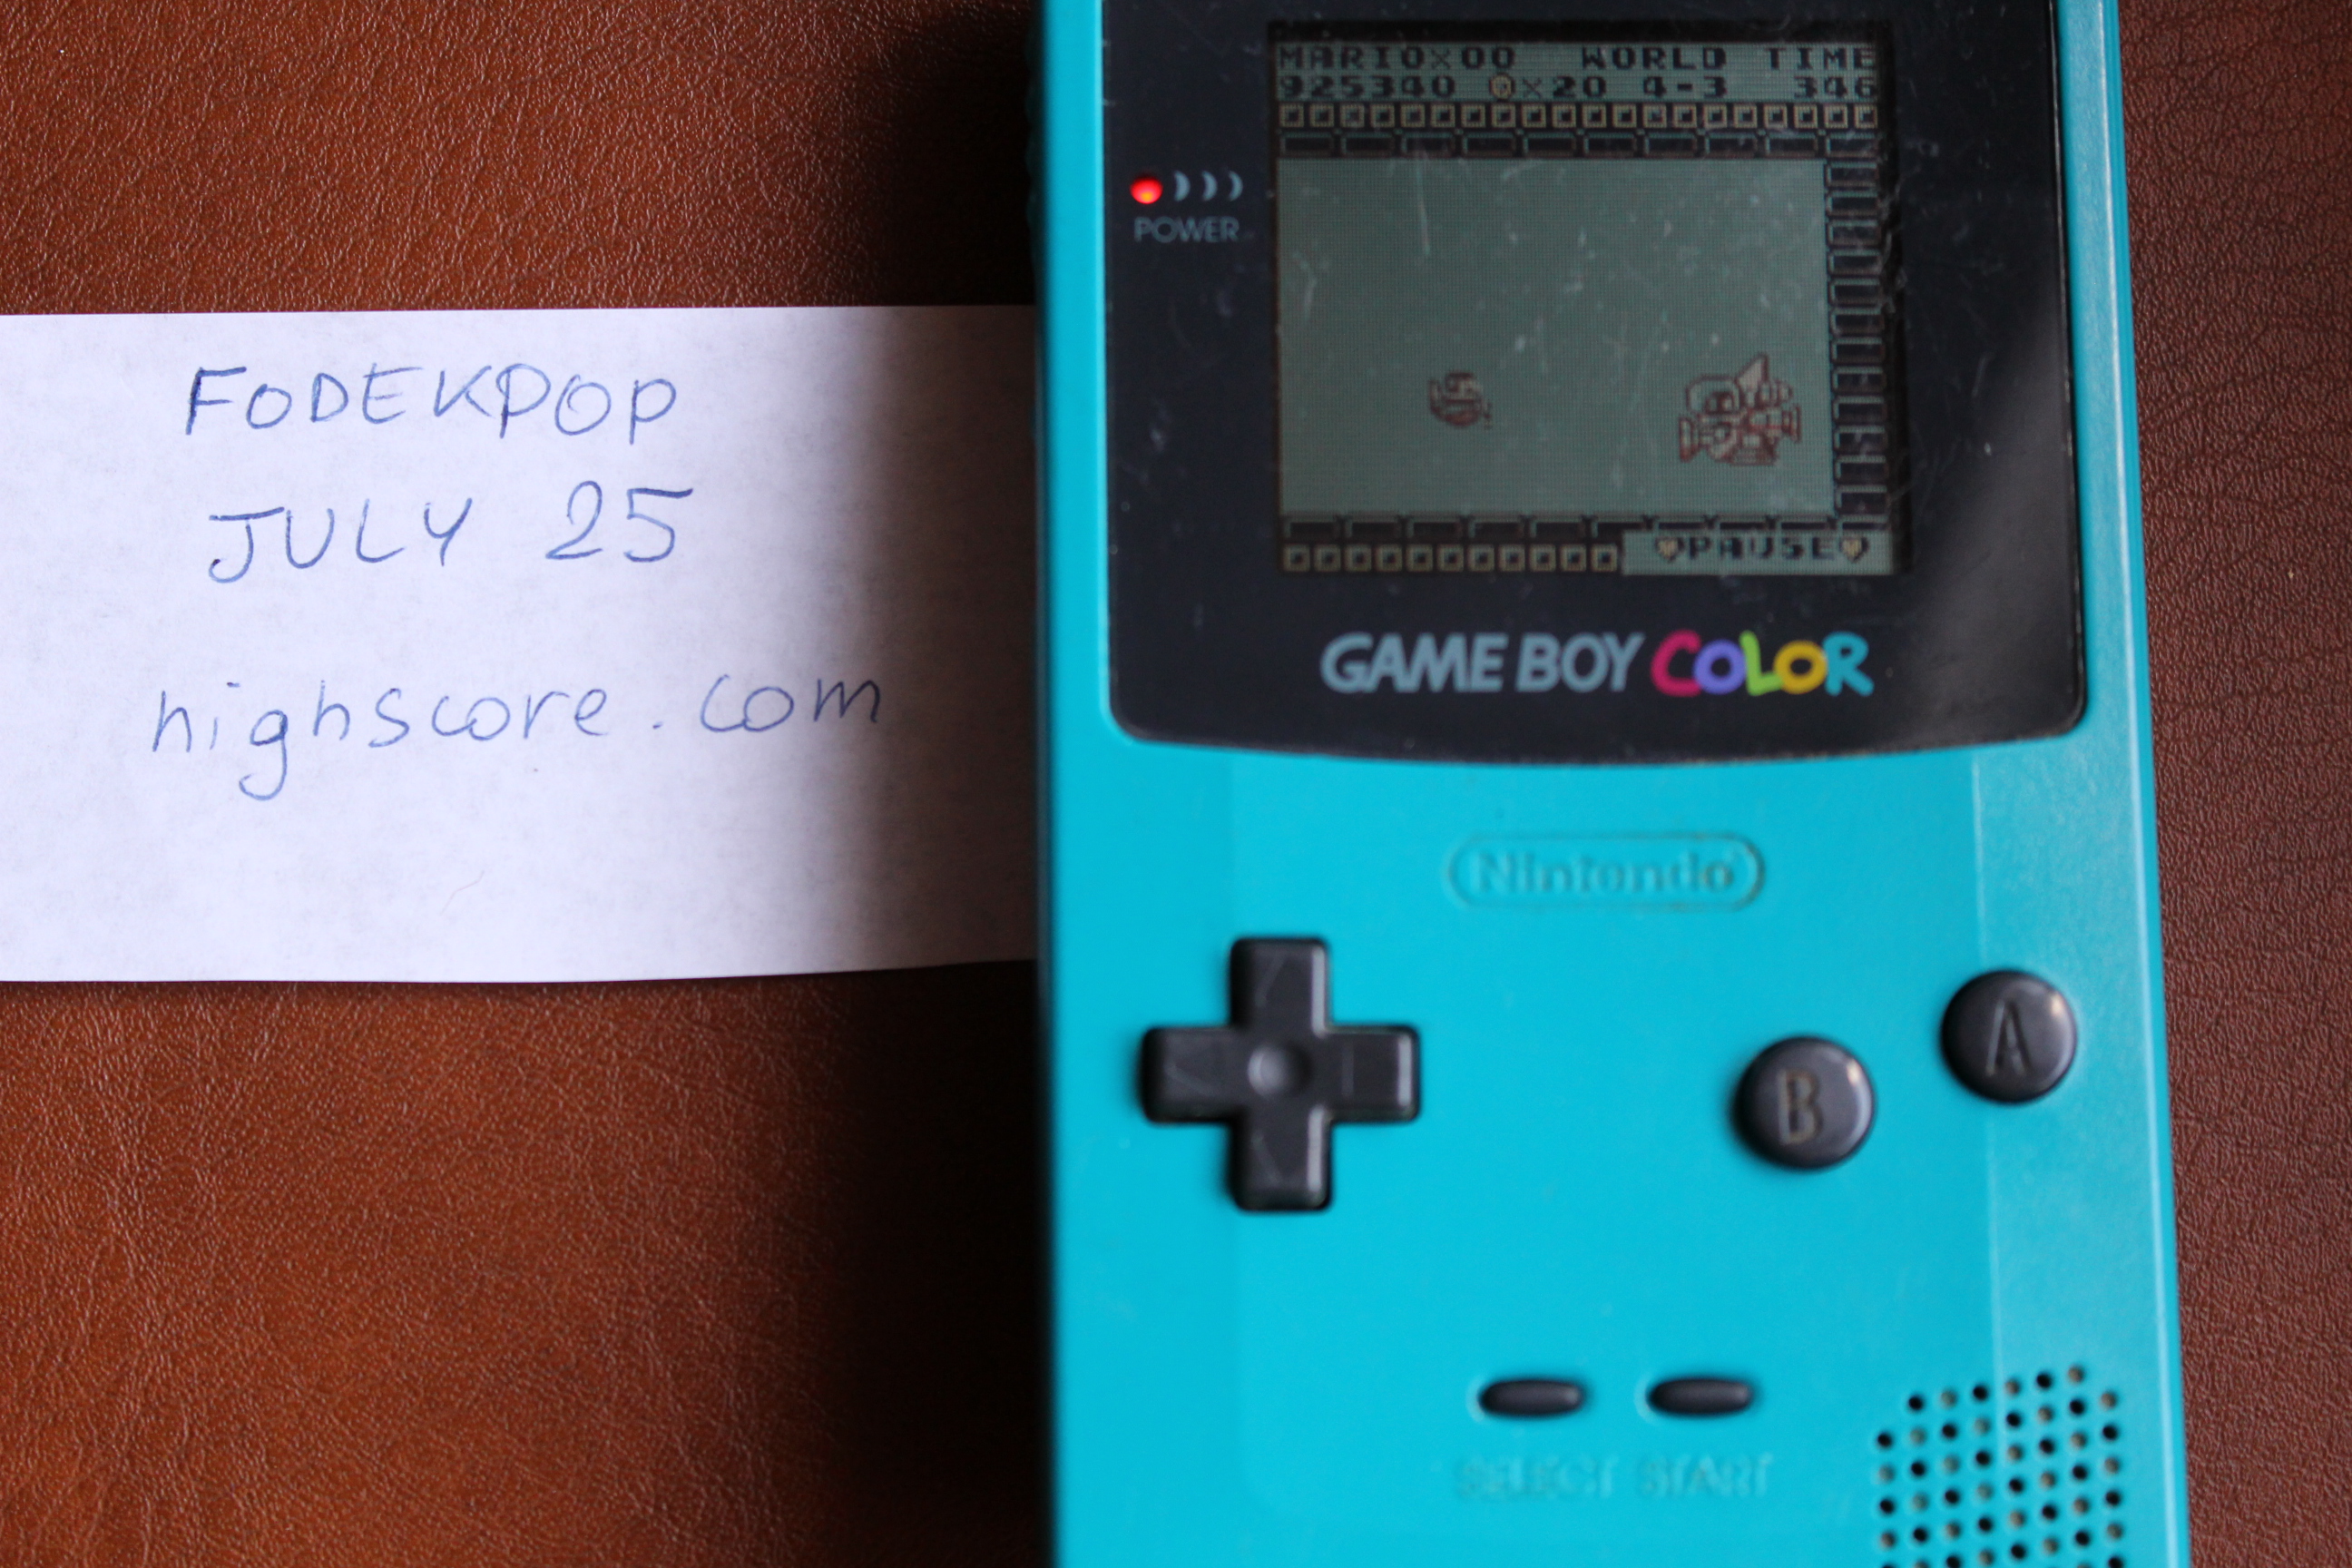 FODEKPOP
JULY 25
highscore.com
MARIO×00 WORLD TIME
925340 ×20 4-3 346
POWER
♥PAUSE♥
GAME BOY COLOR
Nintendo
A
B
SELECT START